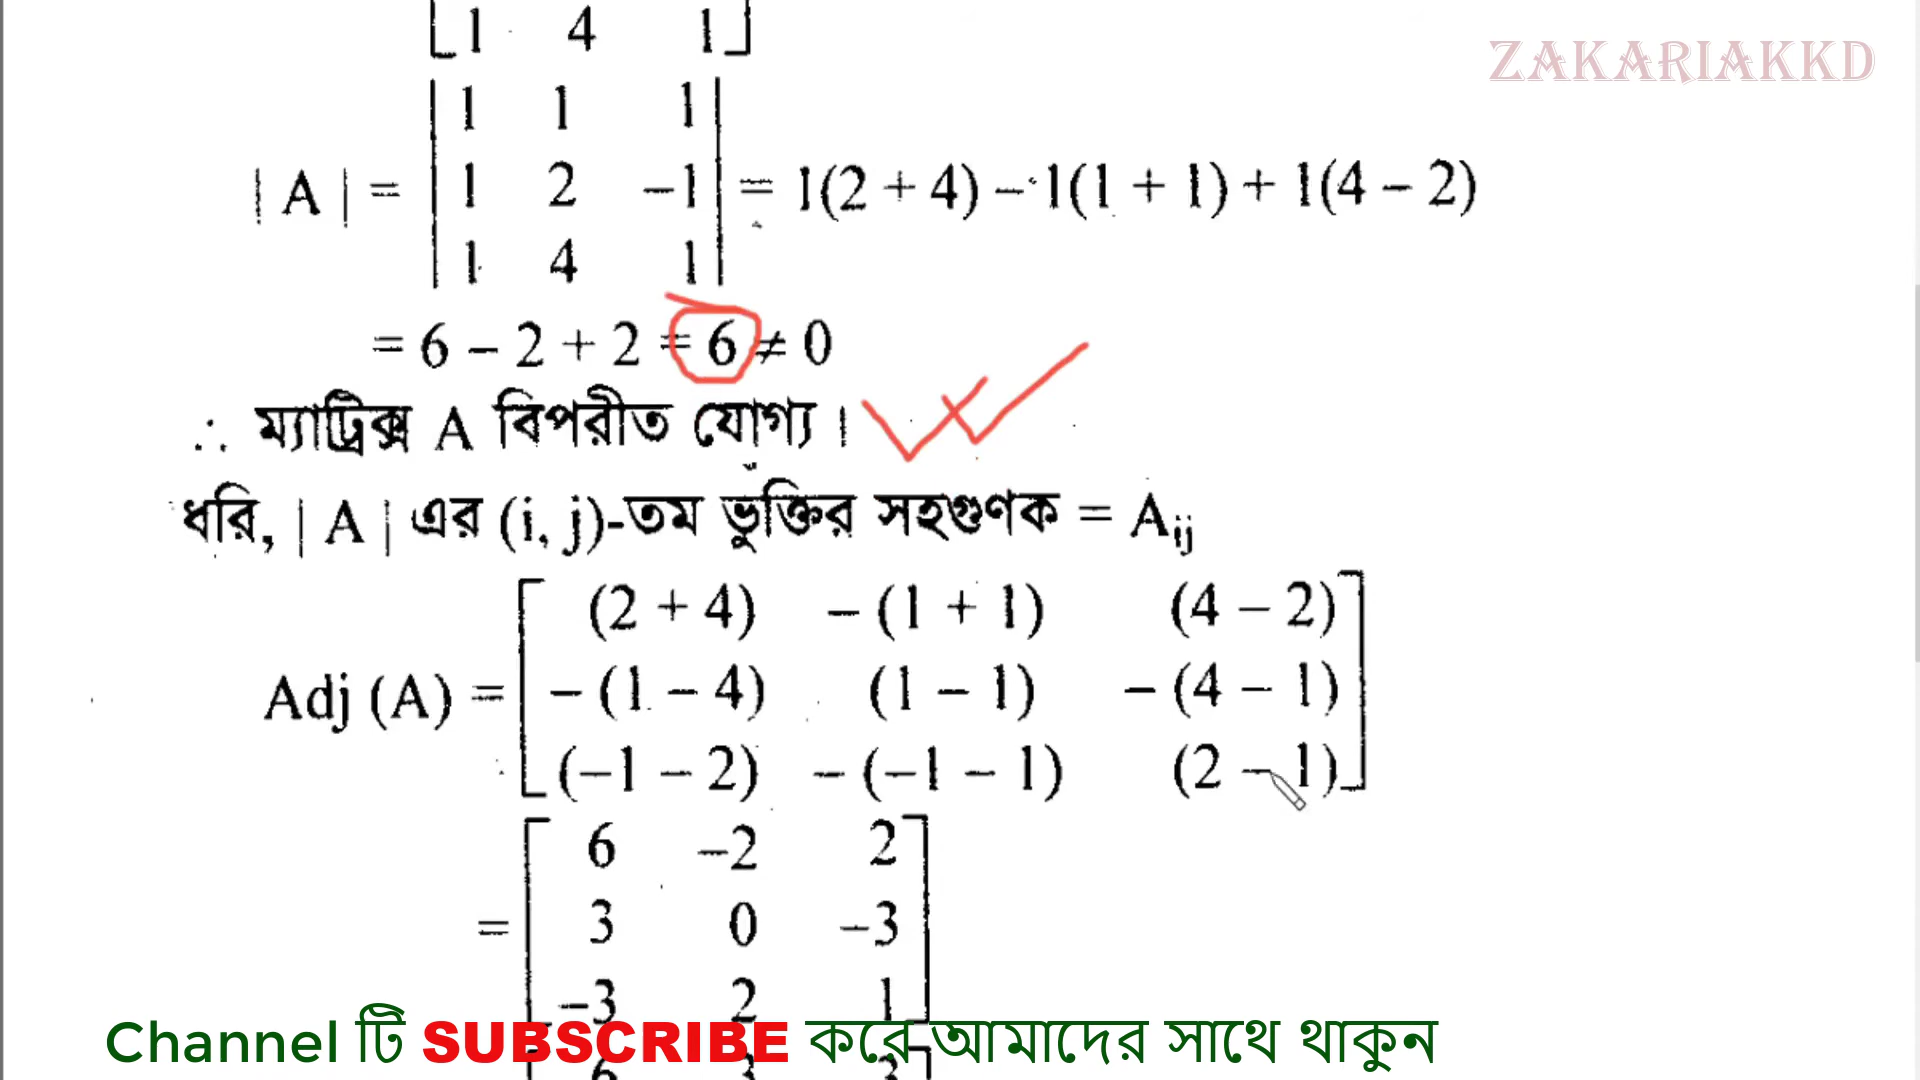 1 4 1
ZAKARIAKKD
1 1 1
| A | = 1 2 −1 = 1(2 + 4) − 1(1 + 1) + 1(4 − 2)
1 4 1
= 6 − 2 + 2 = 6 ≠ 0
∴ ম্যাট্রিক্স A বিপরীত যোগ্য।
ধরি, | A | এর (i, j)-তম ভুক্তির সহগুণক = Aij
(2 + 4) − (1 + 1) (4 − 2)
Adj (A) = − (1 − 4) (1 − 1) − (4 − 1)
(−1 − 2) − (−1 − 1) (2 − 1)
6 −2 2
= 3 0 −3
−3 2 1
Channel টি SUBSCRIBE করে আমাদের সাথে থাকুন